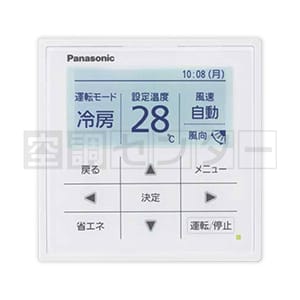 Panasonic
10:08(月)
運転モード 設定温度 風速
冷房 28℃ 自動
風向
空調センター
戻る ▲ メニュー
◀ 決定 ▶
省エネ ▼ 運転/停止